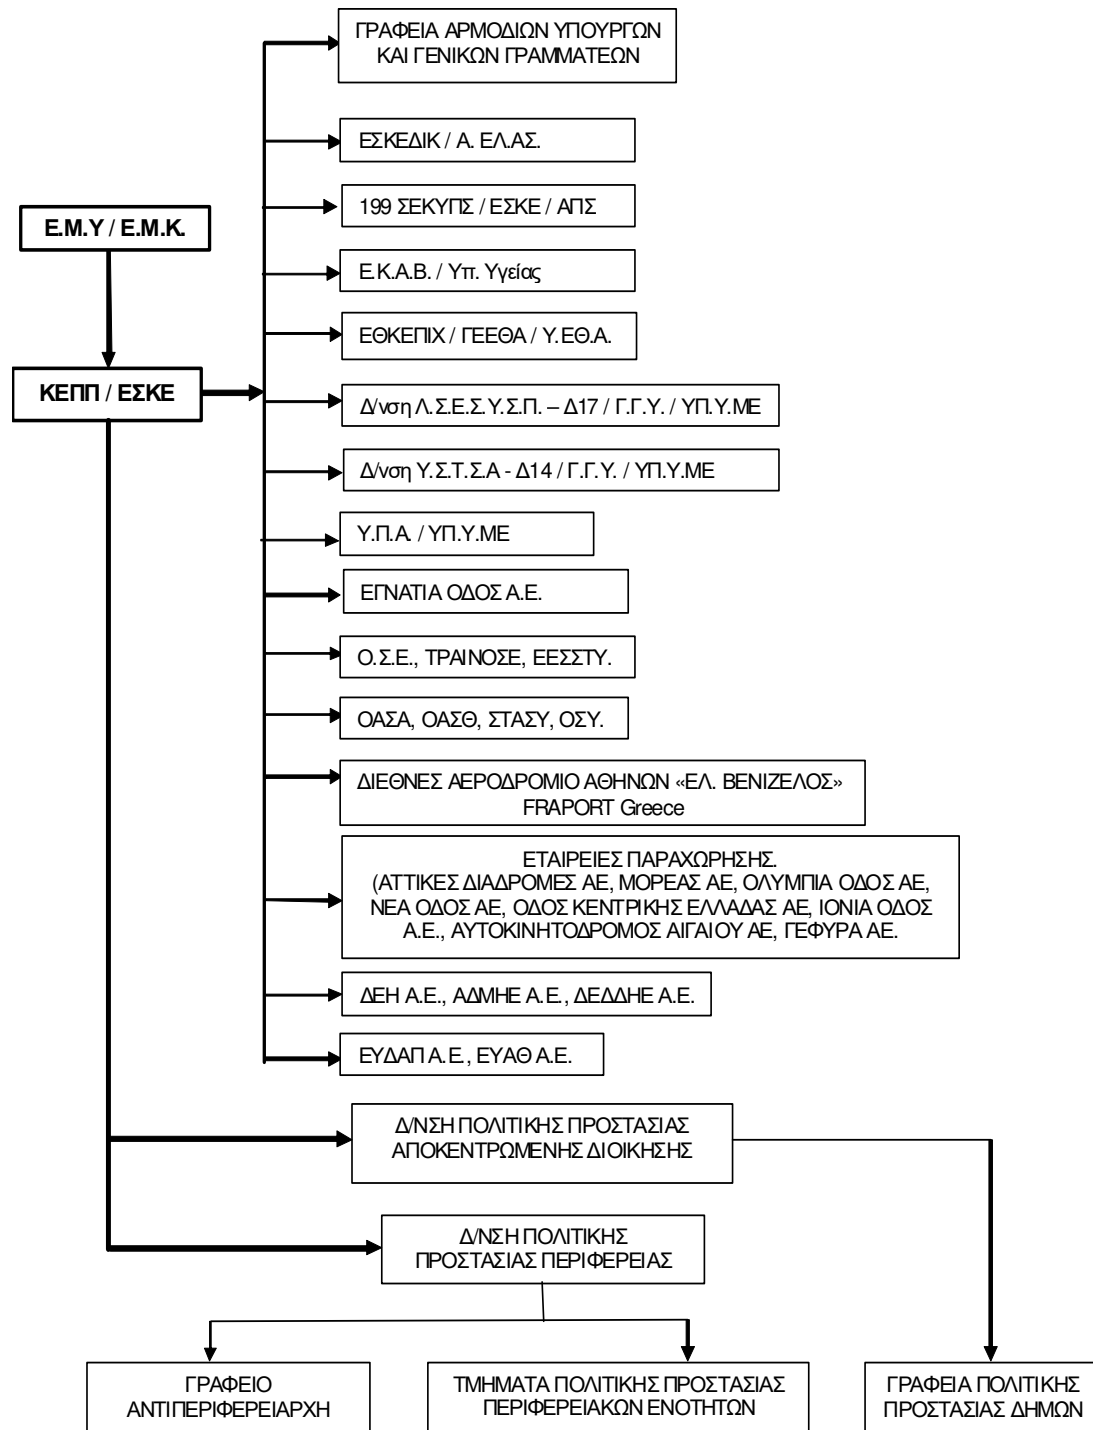 ΓΡΑΦΕΙΑ ΑΡΜΟΔΙΩΝ ΥΠΟΥΡΓΩΝ
ΚΑΙ ΓΕΝΙΚΩΝ ΓΡΑΜΜΑΤΕΩΝ
ΕΣΚΕΔΙΚ / Α. ΕΛ.ΑΣ.
199 ΣΕΚΥΠΣ / ΕΣΚΕ / ΑΠΣ
Ε.Μ.Υ / Ε.Μ.Κ.
Ε.Κ.Α.Β. / Υπ. Υγείας
ΕΘΚΕΠΙΧ / ΓΕΕΘΑ / Υ.ΕΘ.Α.
ΚΕΠΠ / ΕΣΚΕ
Δ/νση Λ.Σ.Ε.Σ.Υ.Σ.Π. – Δ17 / Γ.Γ.Υ. / ΥΠ.Υ.ΜΕ
Δ/νση Υ.Σ.Τ.Σ.Α - Δ14 / Γ.Γ.Υ. / ΥΠ.Υ.ΜΕ
Υ.Π.Α. / ΥΠ.Υ.ΜΕ
ΕΓΝΑΤΙΑ ΟΔΟΣ Α.Ε.
Ο.Σ.Ε., ΤΡΑΙΝΟΣΕ, ΕΕΣΣΤΥ.
ΟΑΣΑ, ΟΑΣΘ, ΣΤΑΣΥ, ΟΣΥ.
ΔΙΕΘΝΕΣ ΑΕΡΟΔΡΟΜΙΟ ΑΘΗΝΩΝ «ΕΛ. ΒΕΝΙΖΕΛΟΣ»
FRAPORT Greece
ΕΤΑΙΡΕΙΕΣ ΠΑΡΑΧΩΡΗΣΗΣ.
(ΑΤΤΙΚΕΣ ΔΙΑΔΡΟΜΕΣ ΑΕ, ΜΟΡΕΑΣ ΑΕ, ΟΛΥΜΠΙΑ ΟΔΟΣ ΑΕ,
ΝΕΑ ΟΔΟΣ ΑΕ, ΟΔΟΣ ΚΕΝΤΡΙΚΗΣ ΕΛΛΑΔΑΣ ΑΕ, ΙΟΝΙΑ ΟΔΟΣ
Α.Ε., ΑΥΤΟΚΙΝΗΤΟΔΡΟΜΟΣ ΑΙΓΑΙΟΥ ΑΕ, ΓΕΦΥΡΑ ΑΕ.
ΔΕΗ Α.Ε., ΑΔΜΗΕ Α.Ε., ΔΕΔΔΗΕ Α.Ε.
ΕΥΔΑΠ Α.Ε., ΕΥΑΘ Α.Ε.
Δ/ΝΣΗ ΠΟΛΙΤΙΚΗΣ ΠΡΟΣΤΑΣΙΑΣ
ΑΠΟΚΕΝΤΡΩΜΕΝΗΣ ΔΙΟΙΚΗΣΗΣ
Δ/ΝΣΗ ΠΟΛΙΤΙΚΗΣ
ΠΡΟΣΤΑΣΙΑΣ ΠΕΡΙΦΕΡΕΙΑΣ
ΓΡΑΦΕΙΟ
ΑΝΤΙΠΕΡΙΦΕΡΕΙΑΡΧΗ
ΤΜΗΜΑΤΑ ΠΟΛΙΤΙΚΗΣ ΠΡΟΣΤΑΣΙΑΣ
ΠΕΡΙΦΕΡΕΙΑΚΩΝ ΕΝΟΤΗΤΩΝ
ΓΡΑΦΕΙΑ ΠΟΛΙΤΙΚΗΣ
ΠΡΟΣΤΑΣΙΑΣ ΔΗΜΩΝ